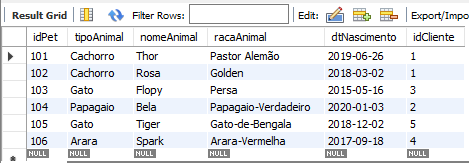 Result Grid Filter Rows: Edit: Export/Impo
idPet tipoAnimal nomeAnimal racaAnimal dtNascimento idCliente
101 Cachorro Thor Pastor Alemão 2019-06-26 1
102 Cachorro Rosa Golden 2018-03-02 1
103 Gato Flopy Persa 2015-05-16 3
104 Papagaio Bela Papagaio-Verdadeiro 2020-01-03 2
105 Gato Tiger Gato-de-Bengala 2018-12-02 5
106 Arara Spark Arara-Vermelha 2017-09-18 4
NULL NULL NULL NULL NULL NULL